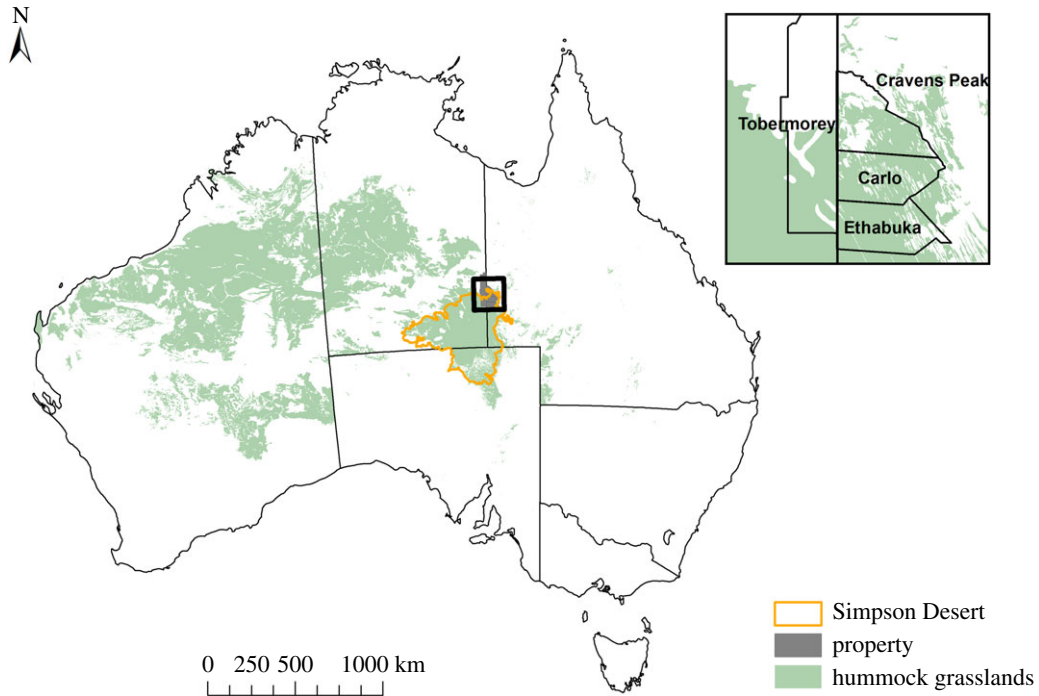 N
Cravens Peak
Tobermorey
Carlo
Ethabuka
Simpson Desert
property
hummock grasslands
0 250 500 1000 km